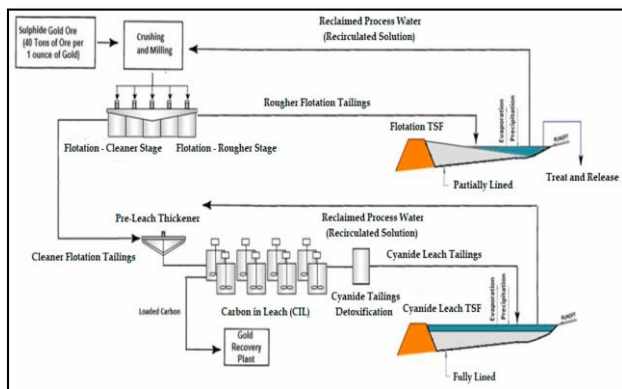 Sulphide Gold Ore
(40 Tons of Ore per
1 ounce of Gold)
Crushing
and Milling
Reclaimed Process Water
(Recirculated Solution)
Rougher Flotation Tailings
Flotation - Cleaner Stage
Flotation - Rougher Stage
Flotation TSF
Evaporation
Precipitation
RUNOFF
Partially Lined
Treat and Release
Pre-Leach Thickener
Reclaimed Process Water
(Recirculated Solution)
Cleaner Flotation Tailings
Cyanide Leach Tailings
Loaded Carbon
Carbon in Leach (CIL)
Cyanide Tailings
Detoxification
Evaporation
Precipitation
Cyanide Leach TSF
RUNOFF
Gold
Recovery
Plant
Fully Lined